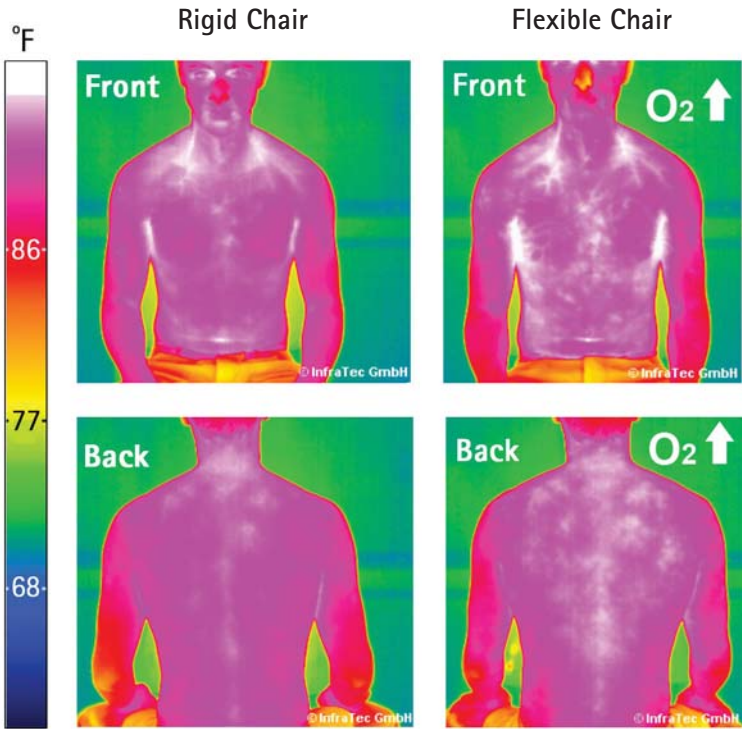 Rigid Chair
Flexible Chair
°F
Front
Front
O2
86
© InfraTec GmbH
© InfraTec GmbH
77
Back
Back
O2
68
© InfraTec GmbH
© InfraTec GmbH